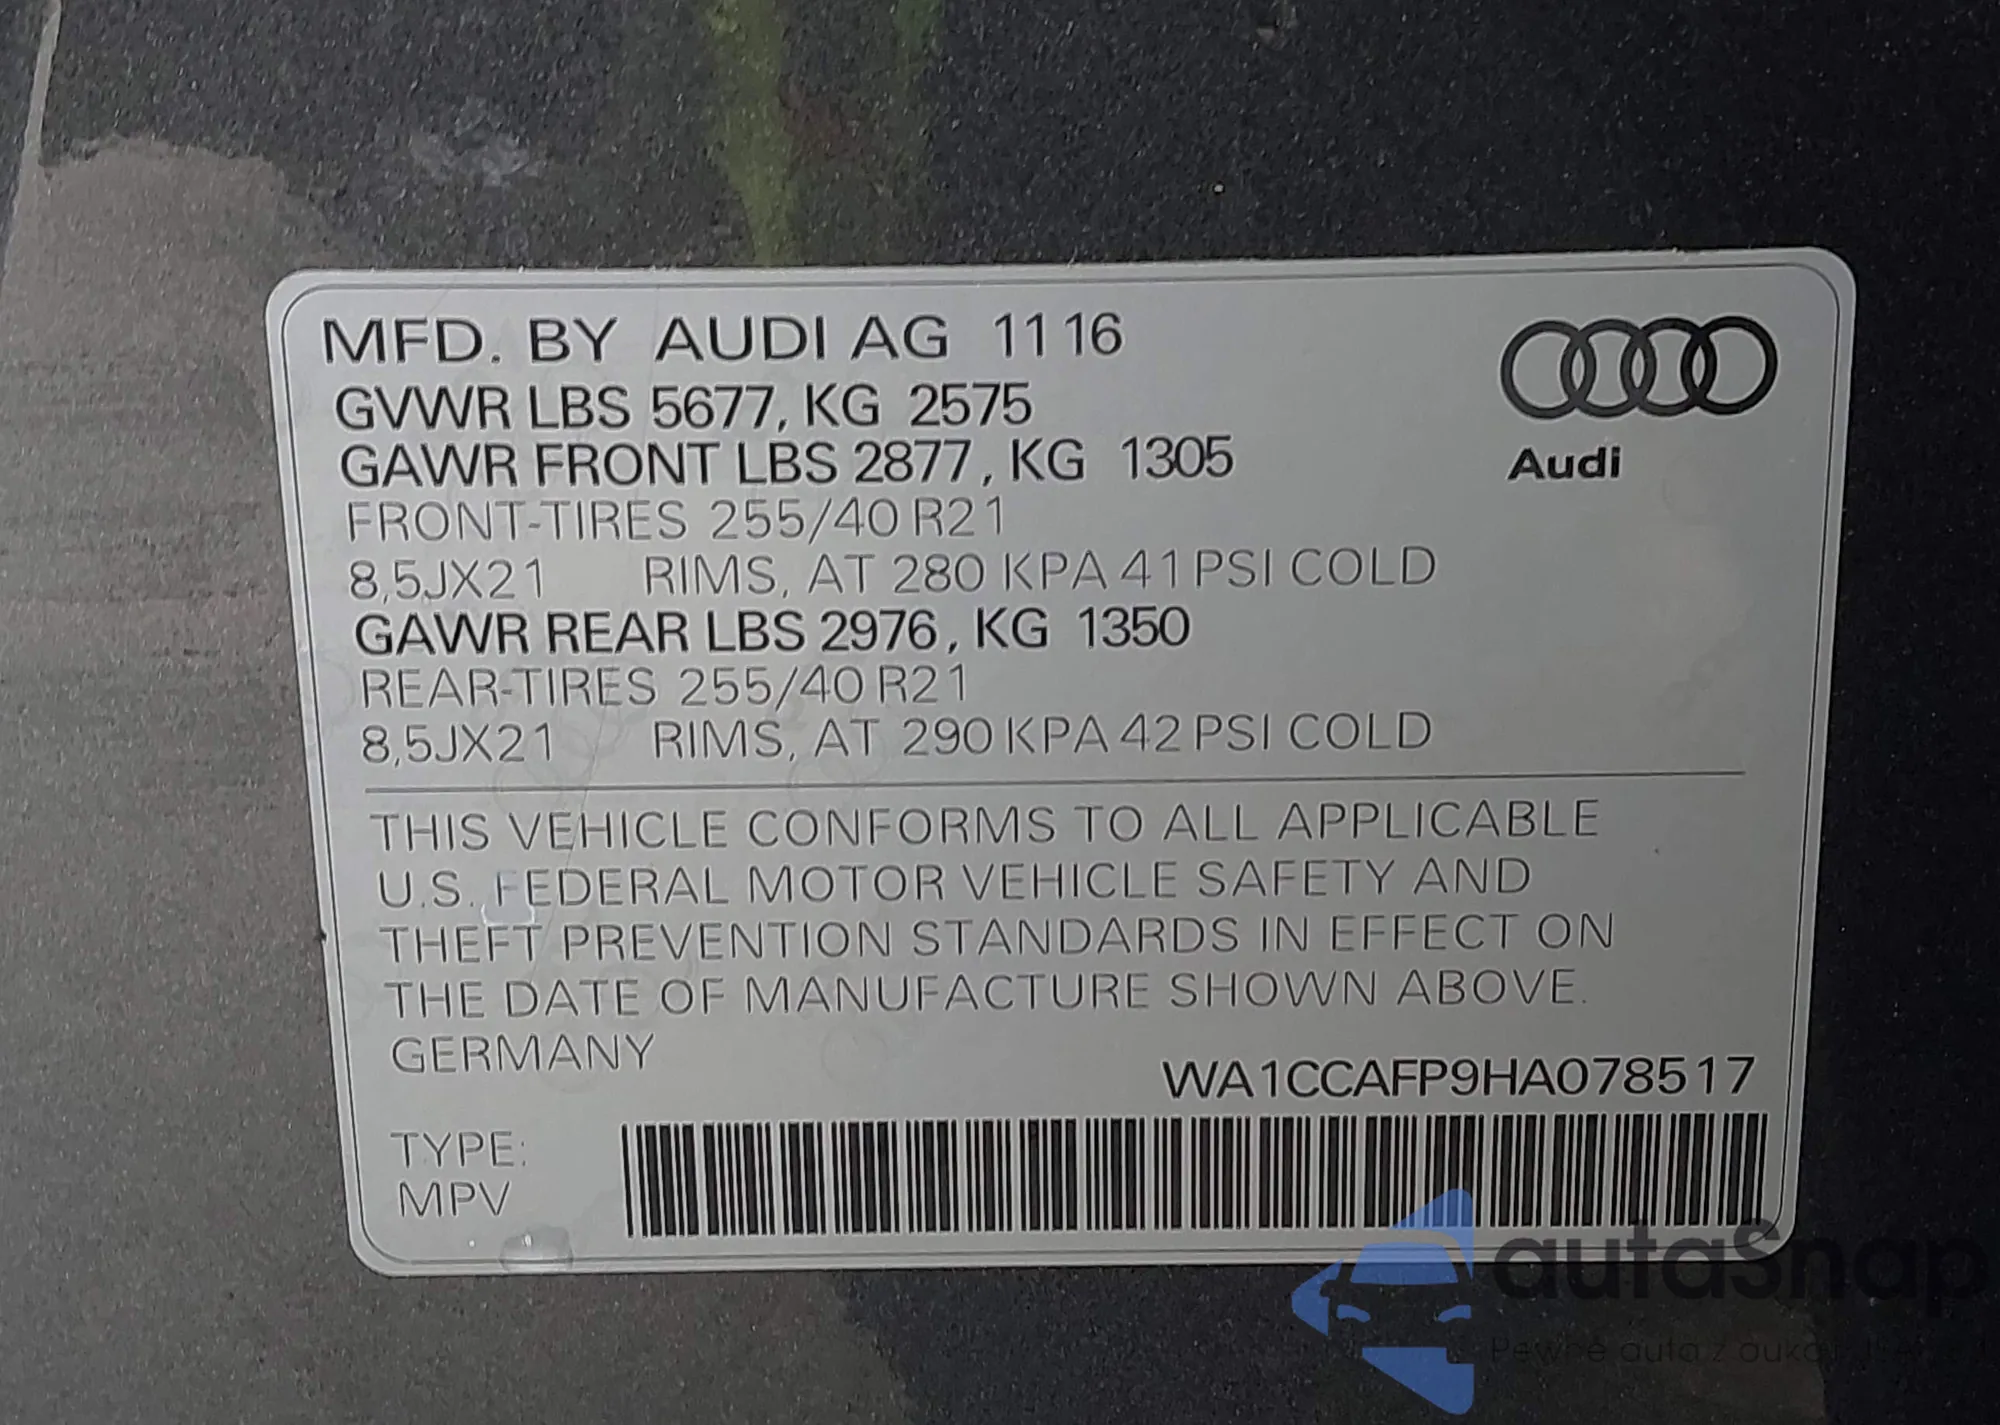 MFD. BY AUDI AG 11 16
GVWR LBS 5677, KG 2575
GAWR FRONT LBS 2877, KG 1305
FRONT-TIRES 255/40 R21
8,5JX21 RIMS, AT 280 KPA 41 PSI COLD
GAWR REAR LBS 2976, KG 1350
REAR-TIRES 255/40 R21
8,5JX21 RIMS, AT 290 KPA 42 PSI COLD
Audi
THIS VEHICLE CONFORMS TO ALL APPLICABLE
U.S. FEDERAL MOTOR VEHICLE SAFETY AND
THEFT PREVENTION STANDARDS IN EFFECT ON
THE DATE OF MANUFACTURE SHOWN ABOVE.
GERMANY
WA1CCAFP9HA078517
TYPE:
MPV
autaSnap
Pewne auta z